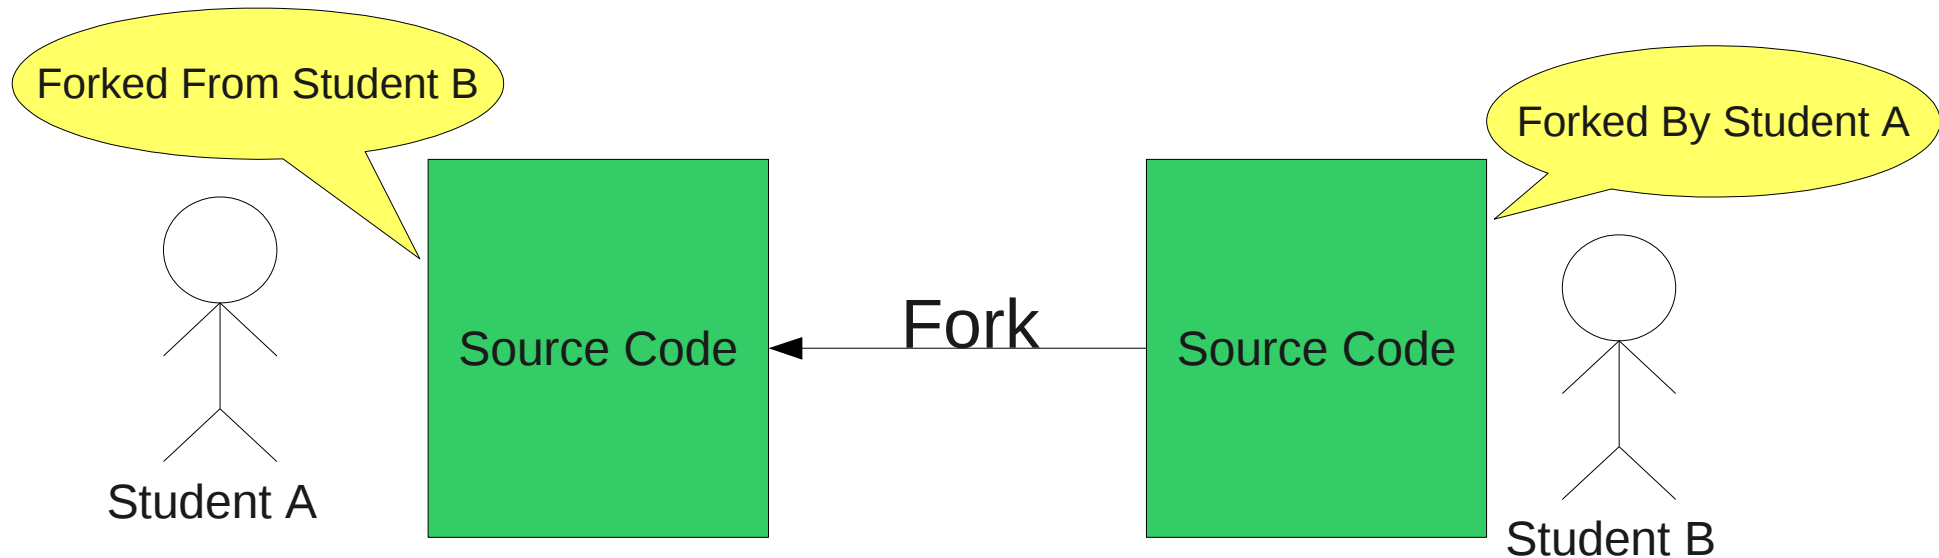 Forked From Student B
Forked By Student A
Source Code
Fork
Source Code
Student A
Student B